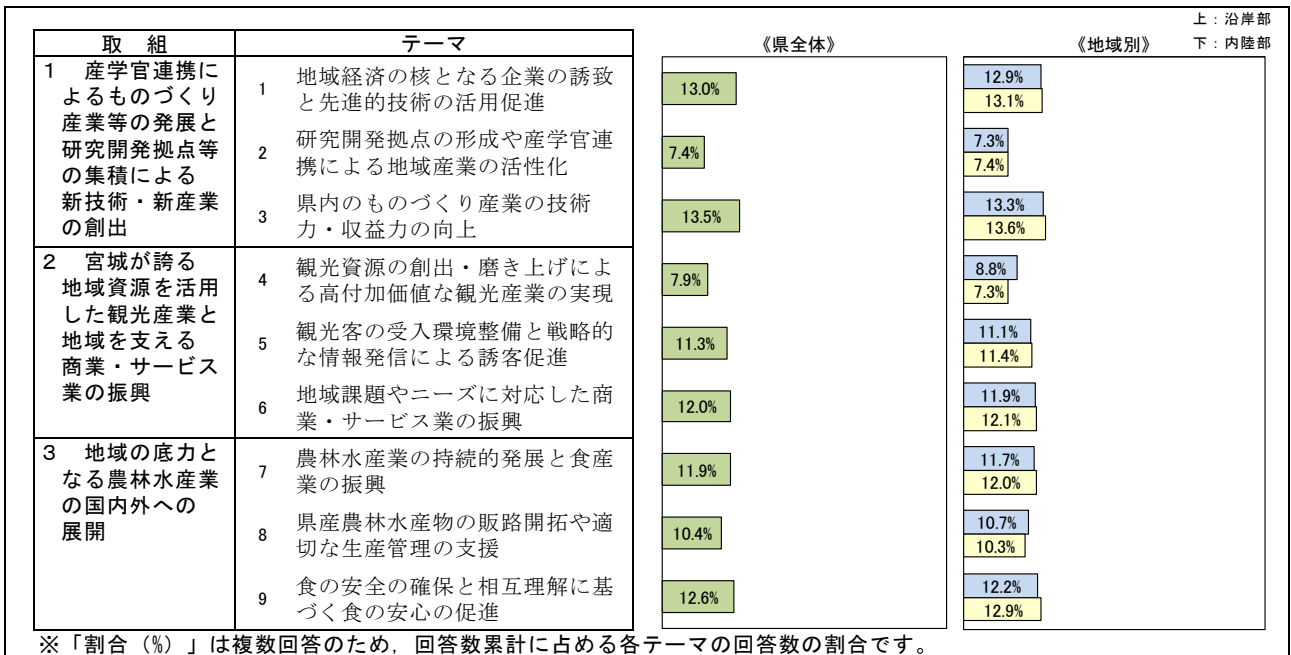 上：沿岸部
取　組
テーマ
《県全体》
《地域別》
下：内陸部
1　産学官連携に
よるものづくり
産業等の発展と
研究開発拠点等
の集積による
新技術・新産業
の創出
1
地域経済の核となる企業の誘致
と先進的技術の活用促進
13.0%
12.9%
13.1%
2
研究開発拠点の形成や産学官連
携による地域産業の活性化
7.4%
7.3%
7.4%
3
県内のものづくり産業の技術
力・収益力の向上
13.5%
13.3%
13.6%
2　宮城が誇る
地域資源を活用
した観光産業と
地域を支える
商業・サービス
業の振興
4
観光資源の創出・磨き上げによ
る高付加価値な観光産業の実現
7.9%
8.8%
7.3%
5
観光客の受入環境整備と戦略的
な情報発信による誘客促進
11.3%
11.1%
11.4%
6
地域課題やニーズに対応した商
業・サービス業の振興
12.0%
11.9%
12.1%
3　地域の底力と
なる農林水産業
の国内外への
展開
7
農林水産業の持続的発展と食産
業の振興
11.9%
11.7%
12.0%
8
県産農林水産物の販路開拓や適
切な生産管理の支援
10.4%
10.7%
10.3%
9
食の安全の確保と相互理解に基
づく食の安心の促進
12.6%
12.2%
12.9%
※「割合（%）」は複数回答のため，回答数累計に占める各テーマの回答数の割合です。